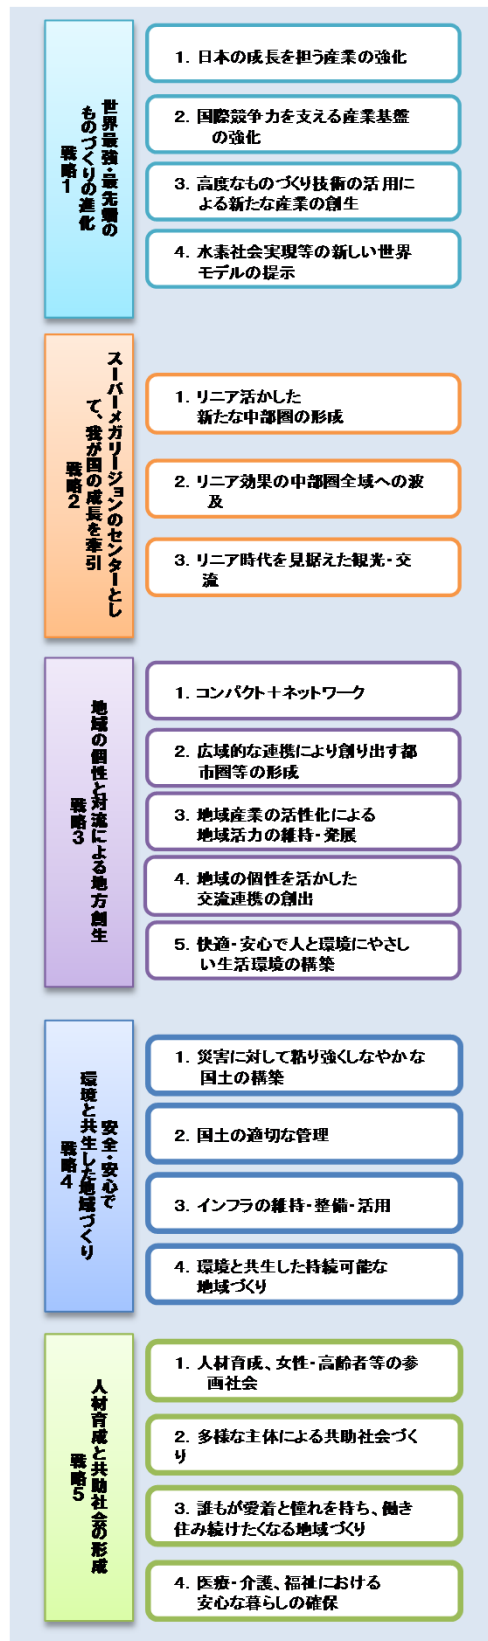 戦略1
世界最強・最先端の
ものづくりの進化
1. 日本の成長を担う産業の強化
2. 国際競争力を支える産業基盤
の強化
3. 高度なものづくり技術の活用に
よる新たな産業の創生
4. 水素社会実現等の新しい世界
モデルの提示
戦略2
スーパーメガリージョンのセンターとし
て、我が国の成長を牽引
1. リニア活かした
新たな中部圏の形成
2. リニア効果の中部圏全域への波
及
3. リニア時代を見据えた観光・交
流
戦略3
地域の個性と対流による地方創生
1. コンパクト＋ネットワーク
2. 広域的な連携により創り出す都
市圏等の形成
3. 地域産業の活性化による
地域活力の維持・発展
4. 地域の個性を活かした
交流連携の創出
5. 快適・安心で人と環境にやさし
い生活環境の構築
戦略4
安全・安心で
環境と共生した地域づくり
1. 災害に対して粘り強くしなやかな
国土の構築
2. 国土の適切な管理
3. インフラの維持・整備・活用
4. 環境と共生した持続可能な
地域づくり
戦略5
人材育成と共助社会の形成
1. 人材育成、女性・高齢者等の参
画社会
2. 多様な主体による共助社会づく
り
3. 誰もが愛着と憧れを持ち、働き
住み続けたくなる地域づくり
4. 医療・介護、福祉における
安心な暮らしの確保